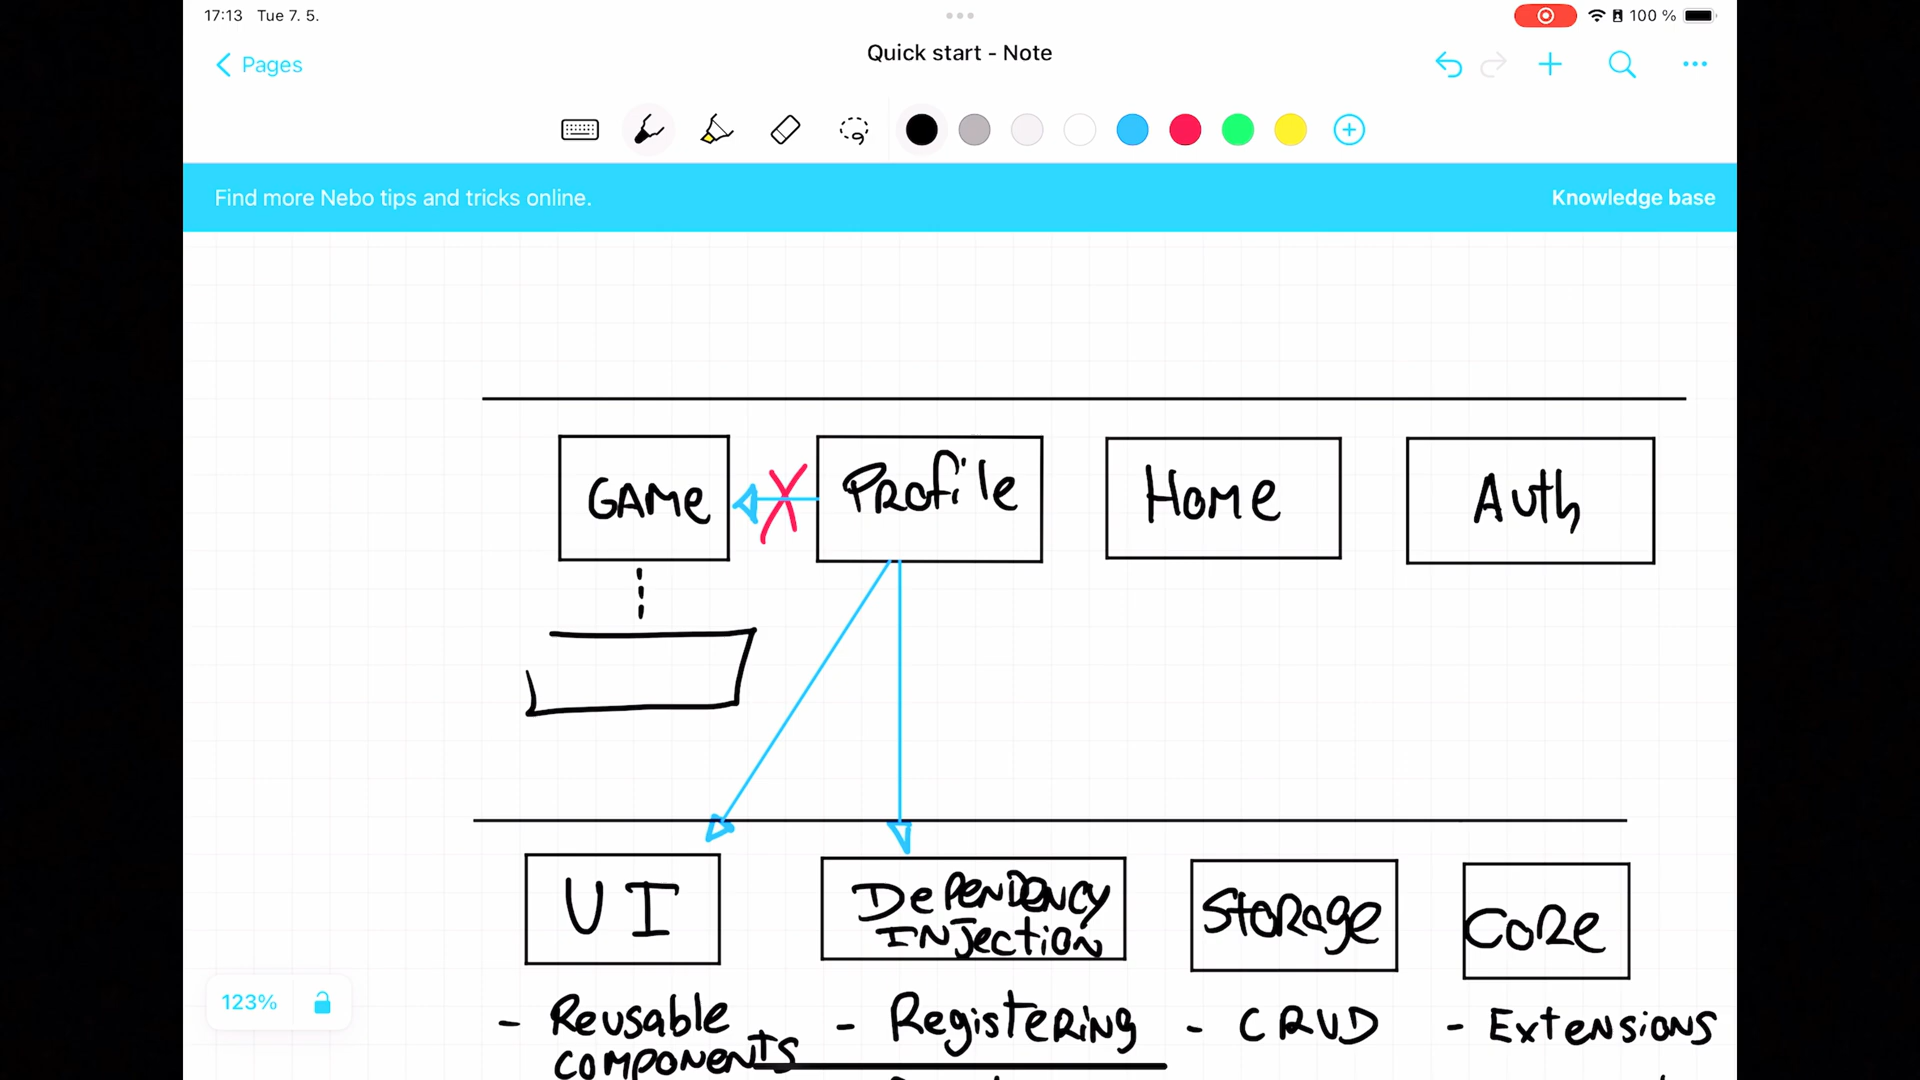 17:13 Tue 7. 5.
100 %
Quick start - Note
Pages
Find more Nebo tips and tricks online.
Knowledge base
GAMe
Profile
Home
Auth
UI
DePeNDeNCy
INjection
Storage
CoRe
- Reusable
components
- Registering
- CRUD
- Extensions
123%